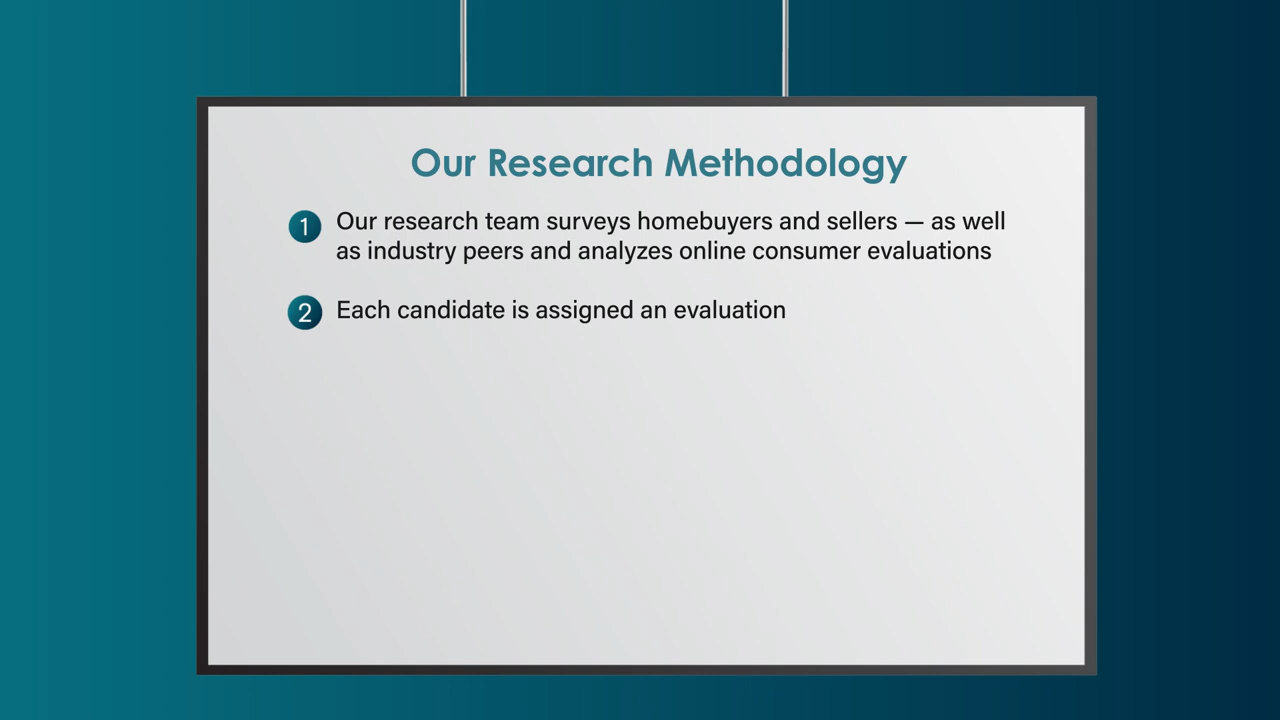 Our Research Methodology
1 Our research team surveys homebuyers and sellers — as well
as industry peers and analyzes online consumer evaluations
2 Each candidate is assigned an evaluation